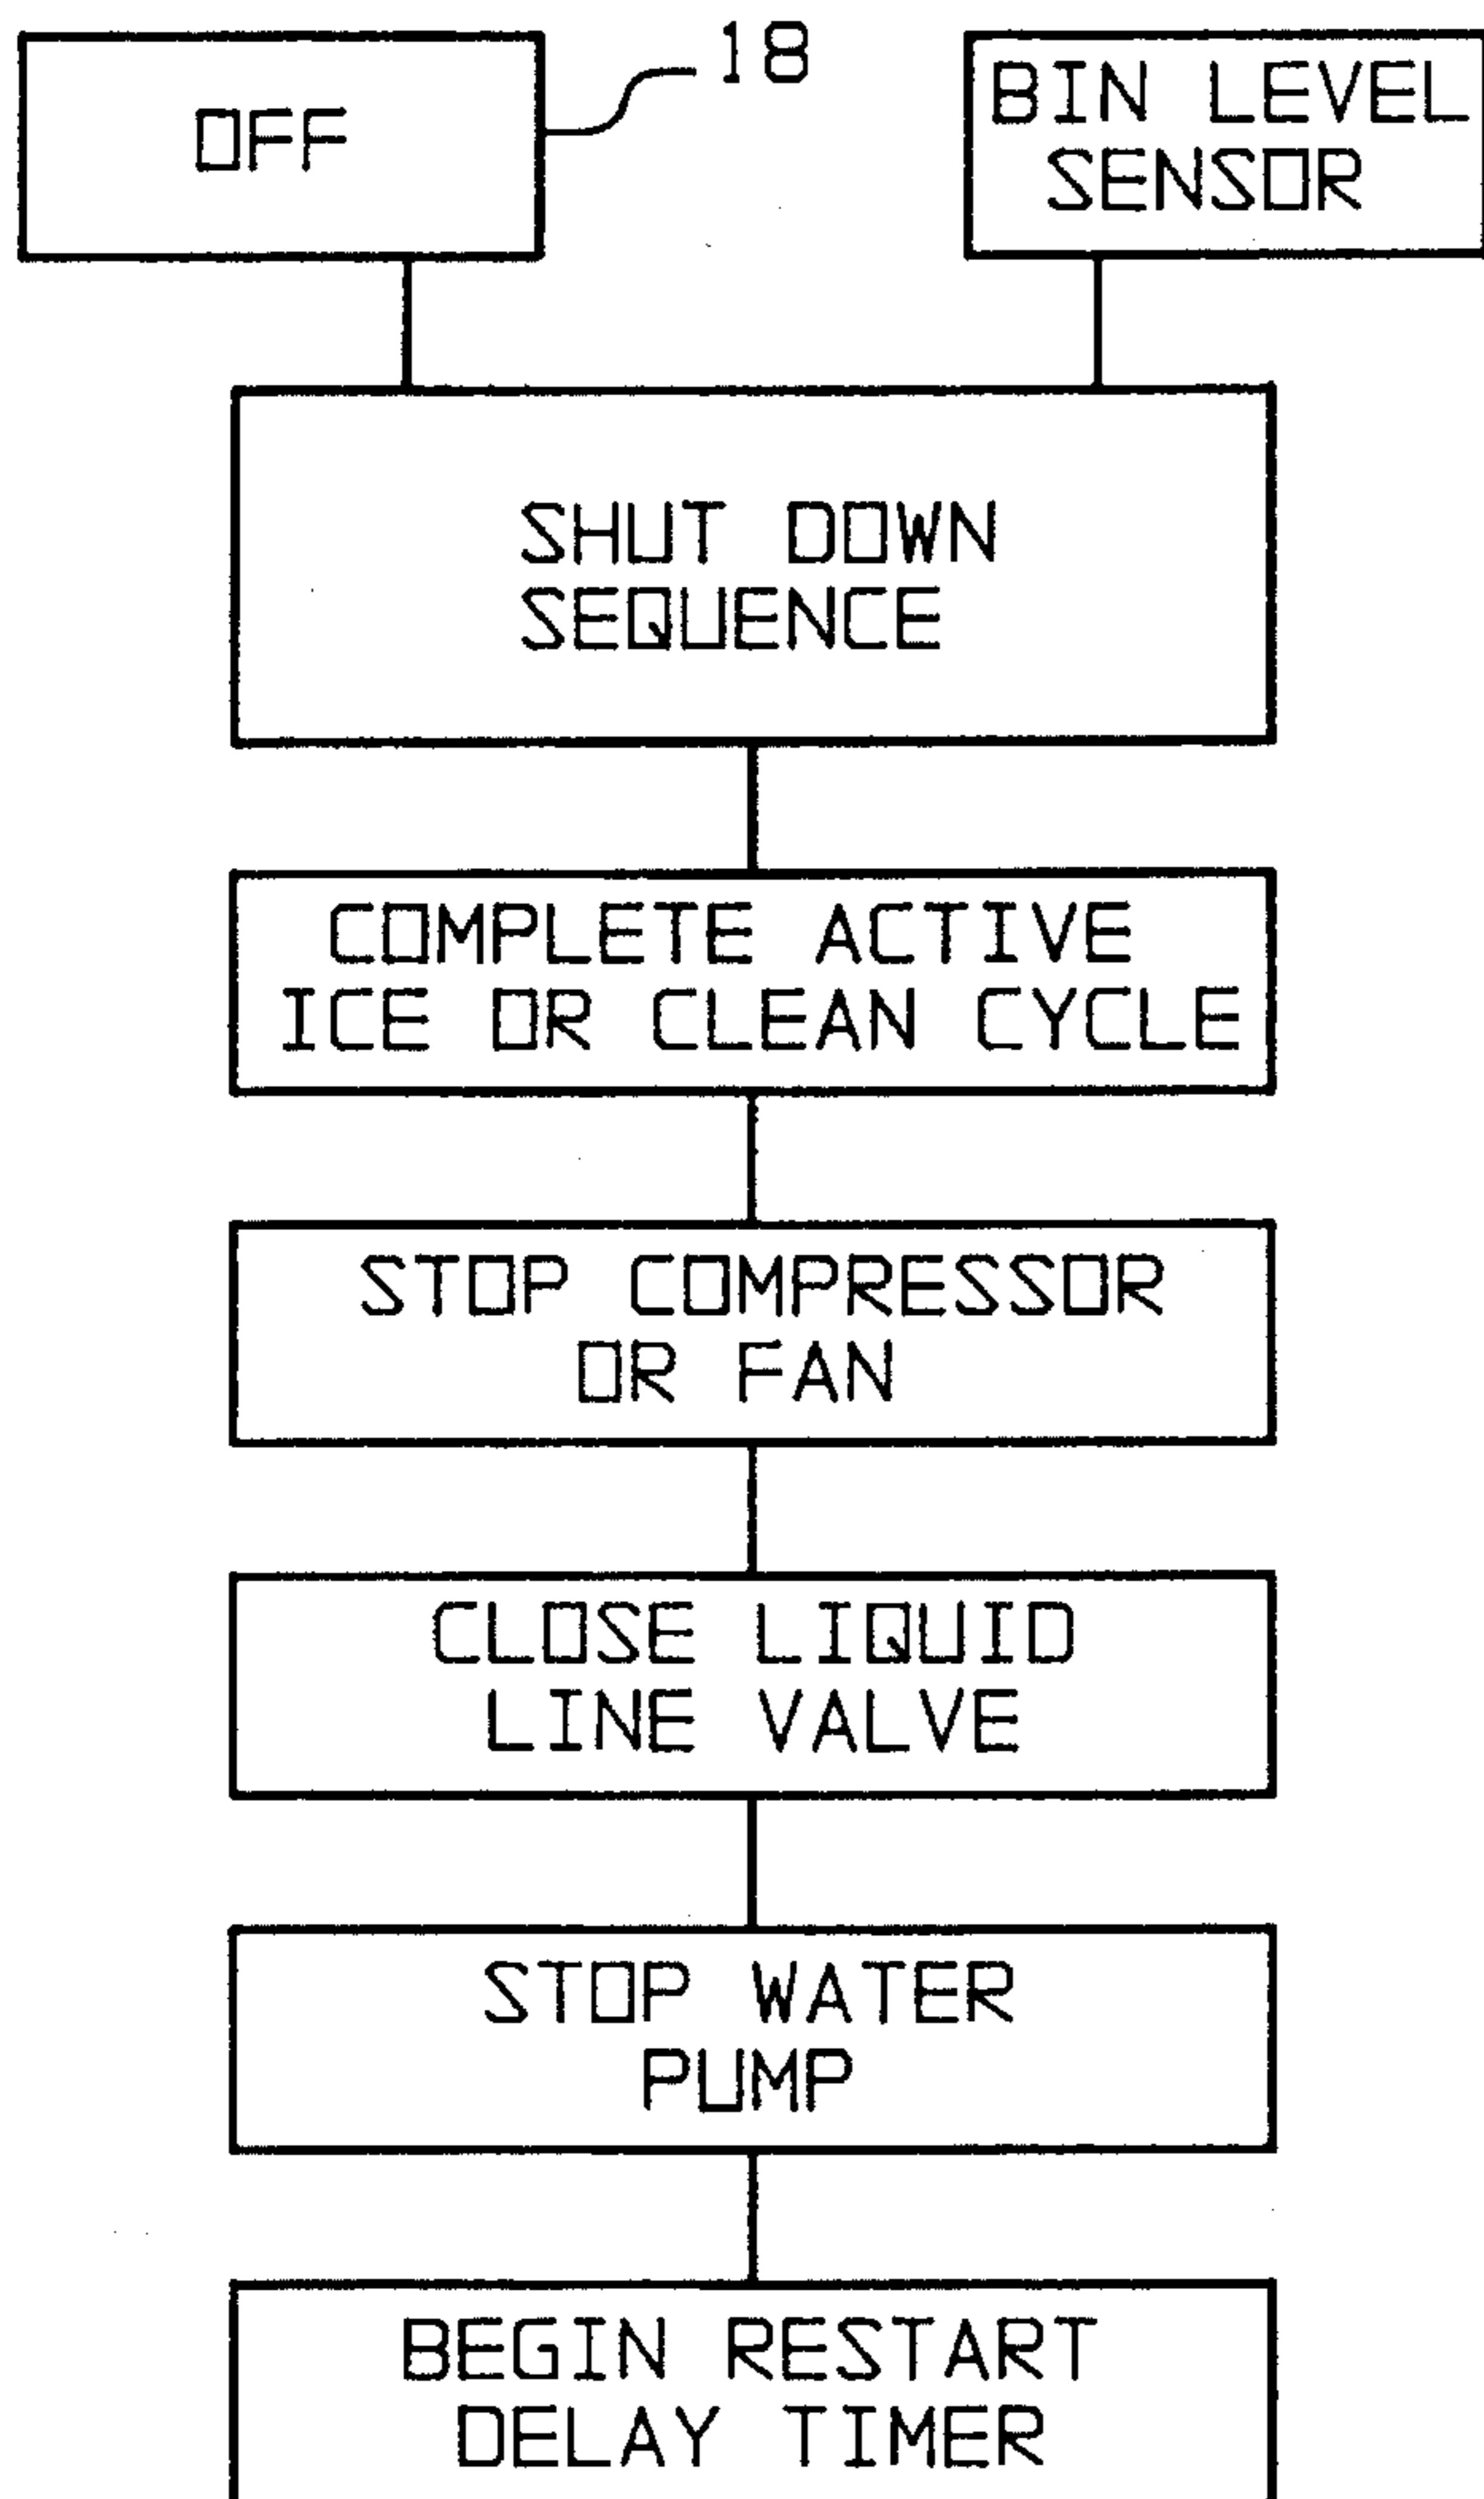 OFF
18
BIN LEVEL
SENSOR
SHUT DOWN
SEQUENCE
COMPLETE ACTIVE
ICE OR CLEAN CYCLE
STOP COMPRESSOR
OR FAN
CLOSE LIQUID
LINE VALVE
STOP WATER
PUMP
BEGIN RESTART
DELAY TIMER